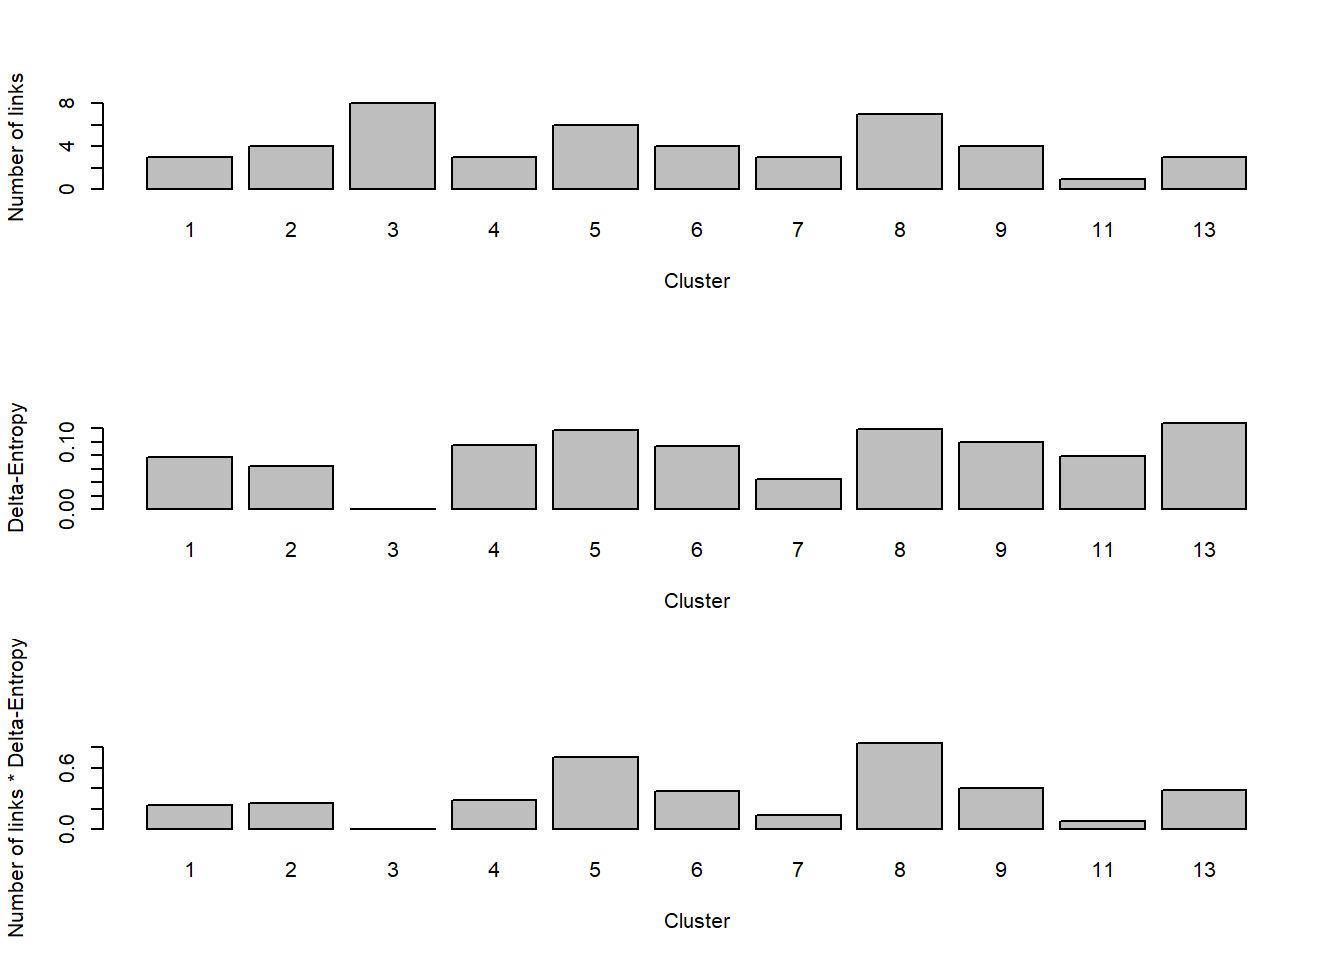 Number of links
8
4
0
1 2 3 4 5 6 7 8 9 11 13
Cluster
Delta-Entropy
0.10
0.00
1 2 3 4 5 6 7 8 9 11 13
Cluster
Number of links * Delta-Entropy
0.6
0.0
1 2 3 4 5 6 7 8 9 11 13
Cluster